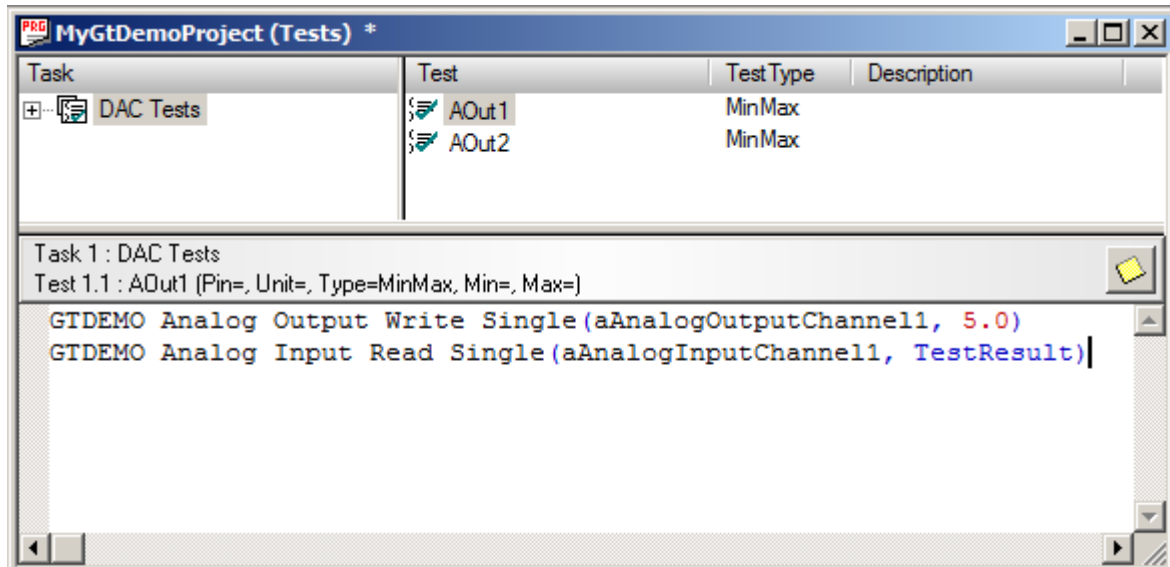 PRG MyGtDemoProject (Tests) *
Task Test TestType Description
DAC Tests AOut1 MinMax
AOut2 MinMax
Task 1 : DAC Tests
Test 1.1 : AOut1 (Pin=, Unit=, Type=MinMax, Min=, Max=)
GTDEMO Analog Output Write Single(aAnalogOutputChannel1, 5.0)
GTDEMO Analog Input Read Single(aAnalogInputChannel1, TestResult)